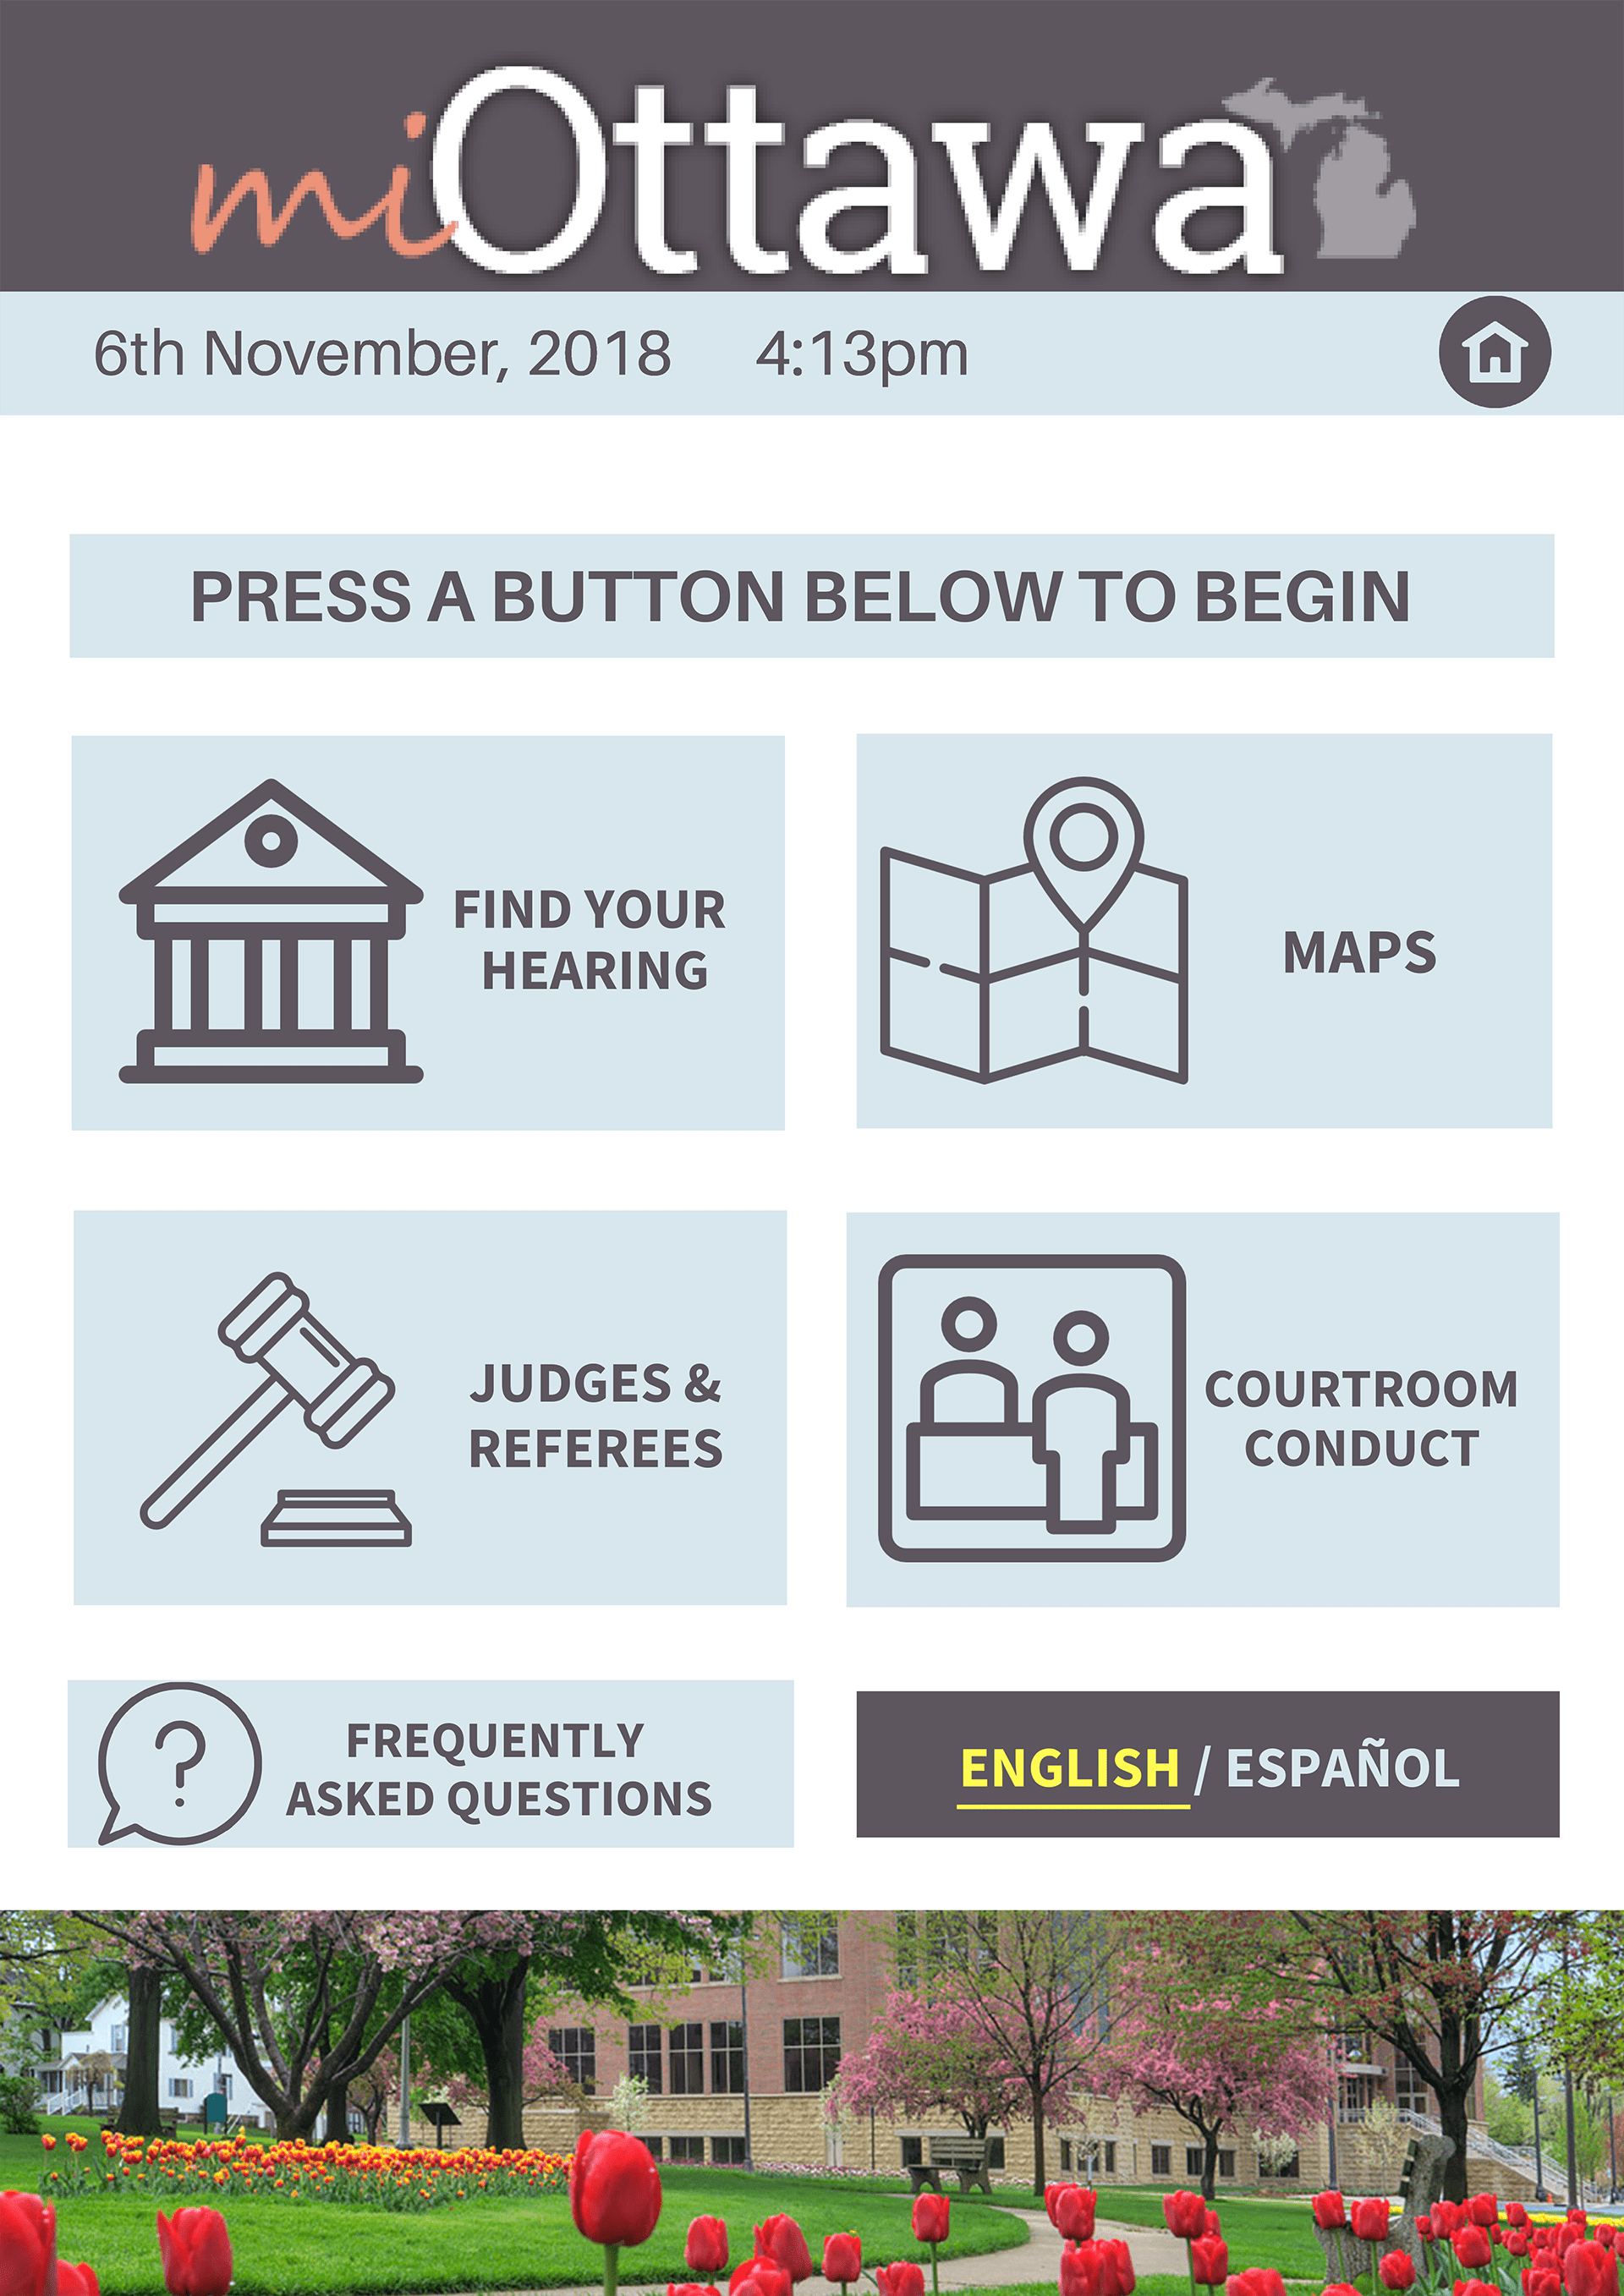 miOttawa
6th November, 2018 4:13pm
PRESS A BUTTON BELOW TO BEGIN
FIND YOUR
HEARING
MAPS
JUDGES &
REFEREES
COURTROOM
CONDUCT
FREQUENTLY
ASKED QUESTIONS
ENGLISH / ESPAÑOL